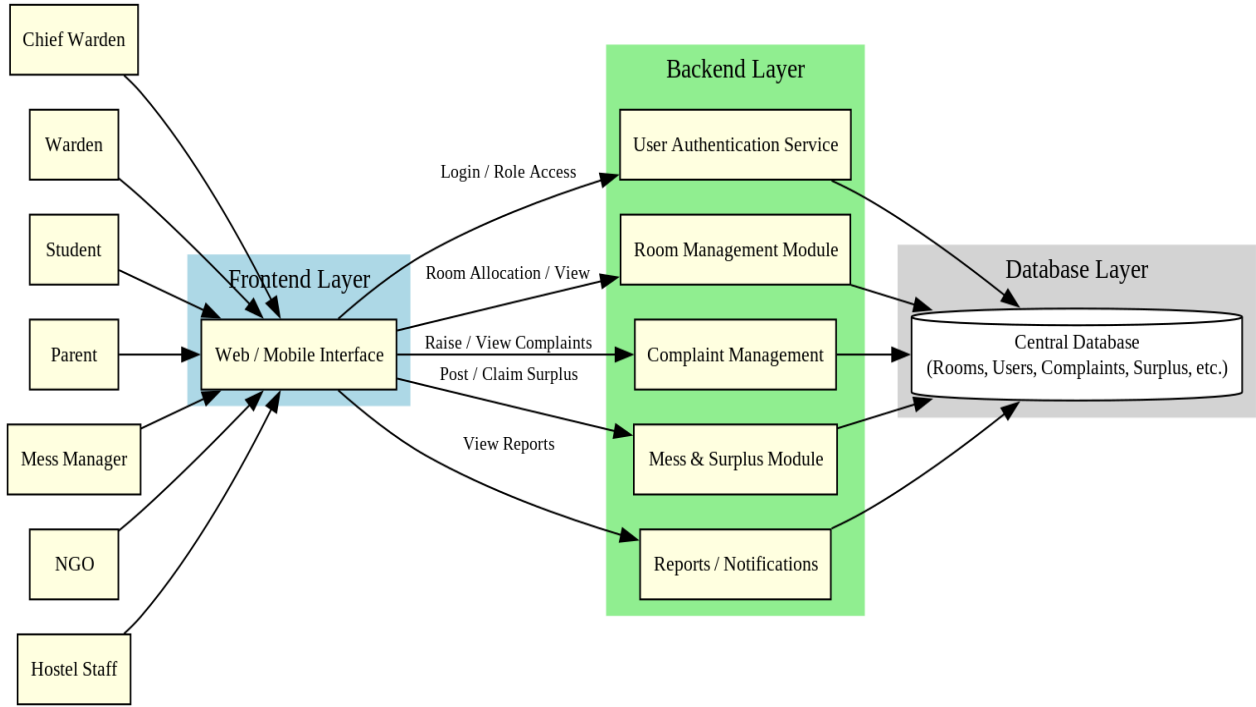 Chief Warden
Warden
Student
Parent
Mess Manager
NGO
Hostel Staff
Frontend Layer
Web / Mobile Interface
Login / Role Access
Room Allocation / View
Raise / View Complaints
Post / Claim Surplus
View Reports
Backend Layer
User Authentication Service
Room Management Module
Complaint Management
Mess & Surplus Module
Reports / Notifications
Database Layer
Central Database
(Rooms, Users, Complaints, Surplus, etc.)